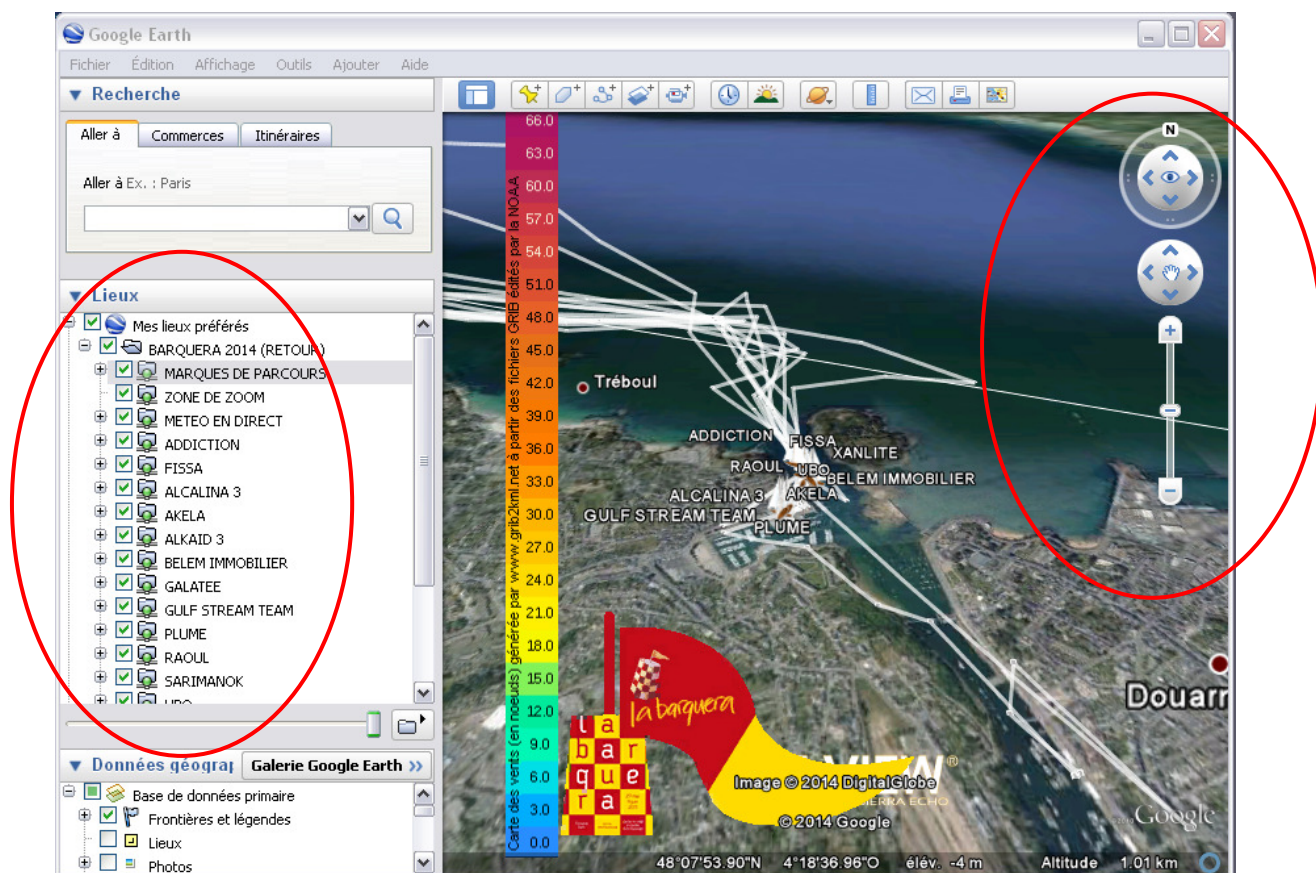 Google Earth
Fichier Édition Affichage Outils Ajouter Aide
Recherche
Aller à Commerces Itinéraires
Aller à Ex. : Paris
Lieux
Mes lieux préférés
BARQUERA 2014 (RETOUR)
MARQUES DE PARCOURS
ZONE DE ZOOM
METEO EN DIRECT
ADDICTION
FISSA
ALCALINA 3
AKELA
ALKAID 3
BELEM IMMOBILIER
GALATEE
GULF STREAM TEAM
PLUME
RAOUL
SARIMANOK
UBO
Données géograp Galerie Google Earth >>
Base de données primaire
Frontières et légendes
Lieux
Photos
66.0
63.0
60.0
57.0
54.0
51.0
48.0
45.0
42.0
39.0
36.0
33.0
30.0
27.0
24.0
21.0
18.0
15.0
12.0
9.0
6.0
3.0
0.0
Carte des vents (en noeuds) générée par www.grib2kml.net à partir des fichiers GRIB édités par la NOAA
N
Tréboul
ADDICTION
FISSA
XANLITE
RAOUL
UBO
BELEM IMMOBILIER
ALCALINA 3
AKELA
GULF STREAM TEAM
PLUME
Douarn
la barquera
la
bar
que
ra
VIEW®
SIERRA ECHO
Image © 2014 DigitalGlobe
© 2014 Google
Google
48°07'53.90"N 4°18'36.96"O élév. -4 m Altitude 1.01 km